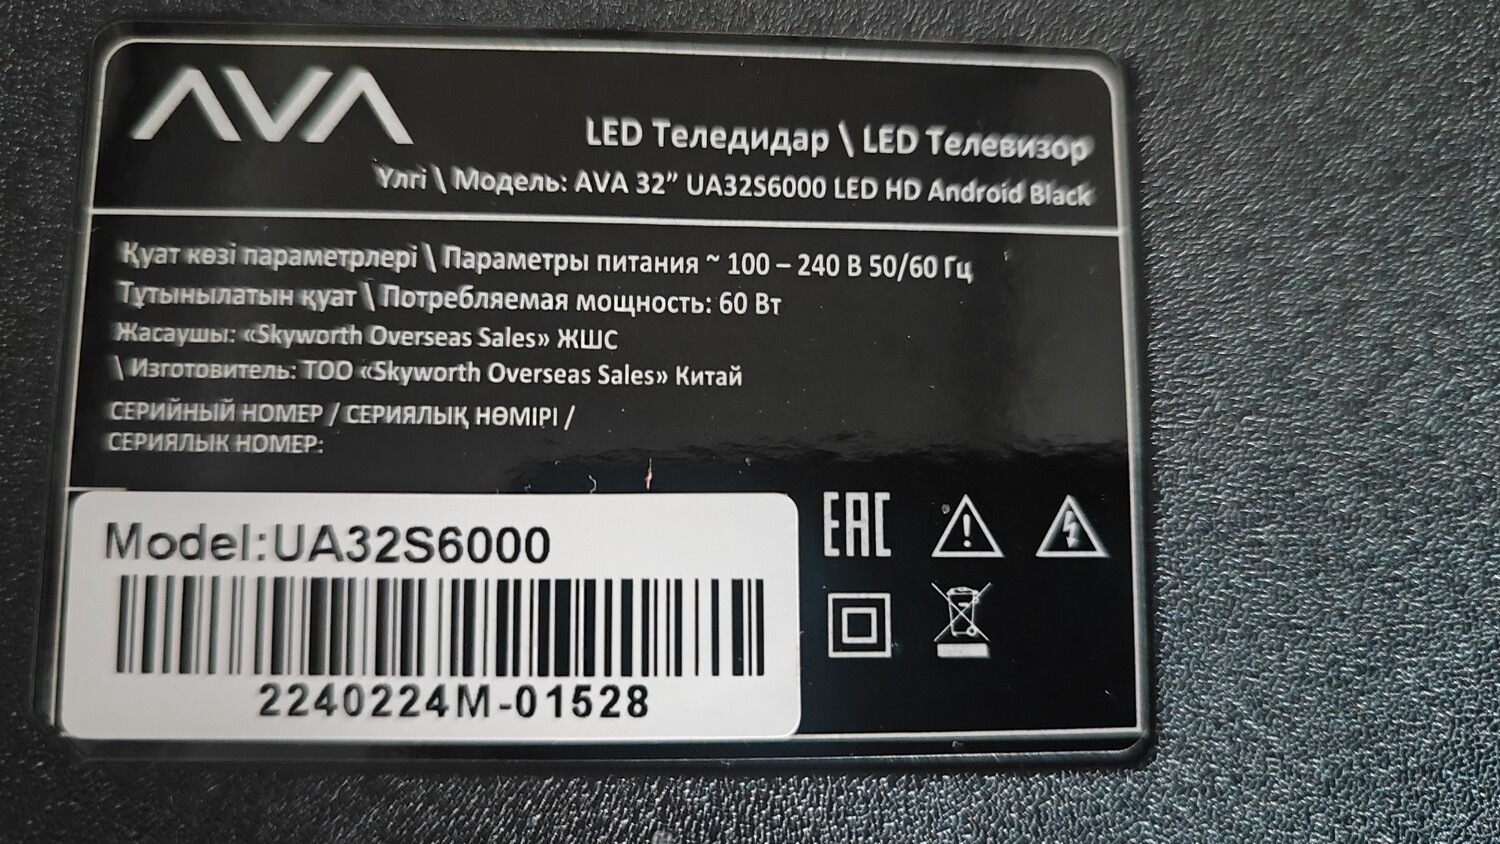 AVA
LED Теледидар \ LED Телевизор
Үлгі \ Модель: AVA 32” UA32S6000 LED HD Android Black
Қуат көзі параметрлері \ Параметры питания ~ 100 – 240 В 50/60 Гц
Тұтынылатын қуат \ Потребляемая мощность: 60 Вт
Жасаушы: «Skyworth Overseas Sales» ЖШС
\ Изготовитель: ТОО «Skyworth Overseas Sales» Китай
СЕРИЙНЫЙ НОМЕР / СЕРИЯЛЫҚ НӨМІРІ /
СЕРИЯЛЫК НОМЕР:
Model:UA32S6000
2240224M-01528
EAC